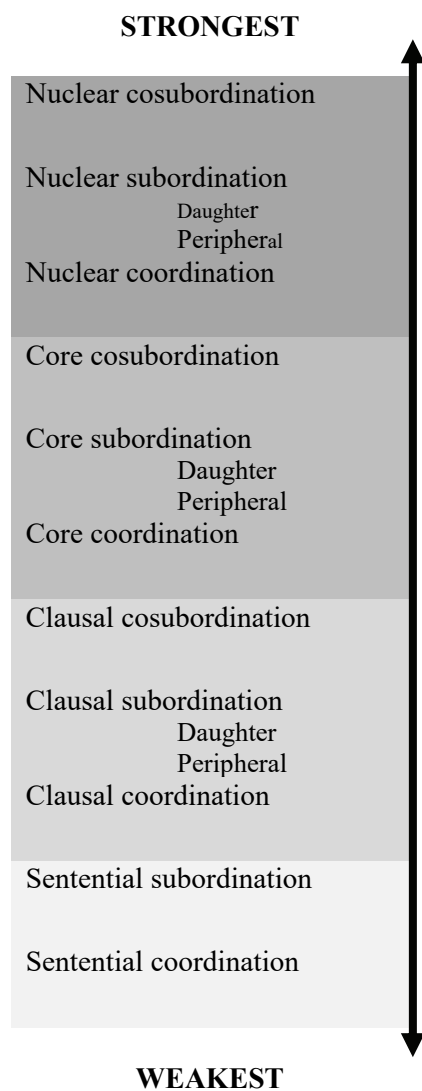 STRONGEST
Nuclear cosubordination
Nuclear subordination
Daughter
Peripheral
Nuclear coordination
Core cosubordination
Core subordination
Daughter
Peripheral
Core coordination
Clausal cosubordination
Clausal subordination
Daughter
Peripheral
Clausal coordination
Sentential subordination
Sentential coordination
WEAKEST